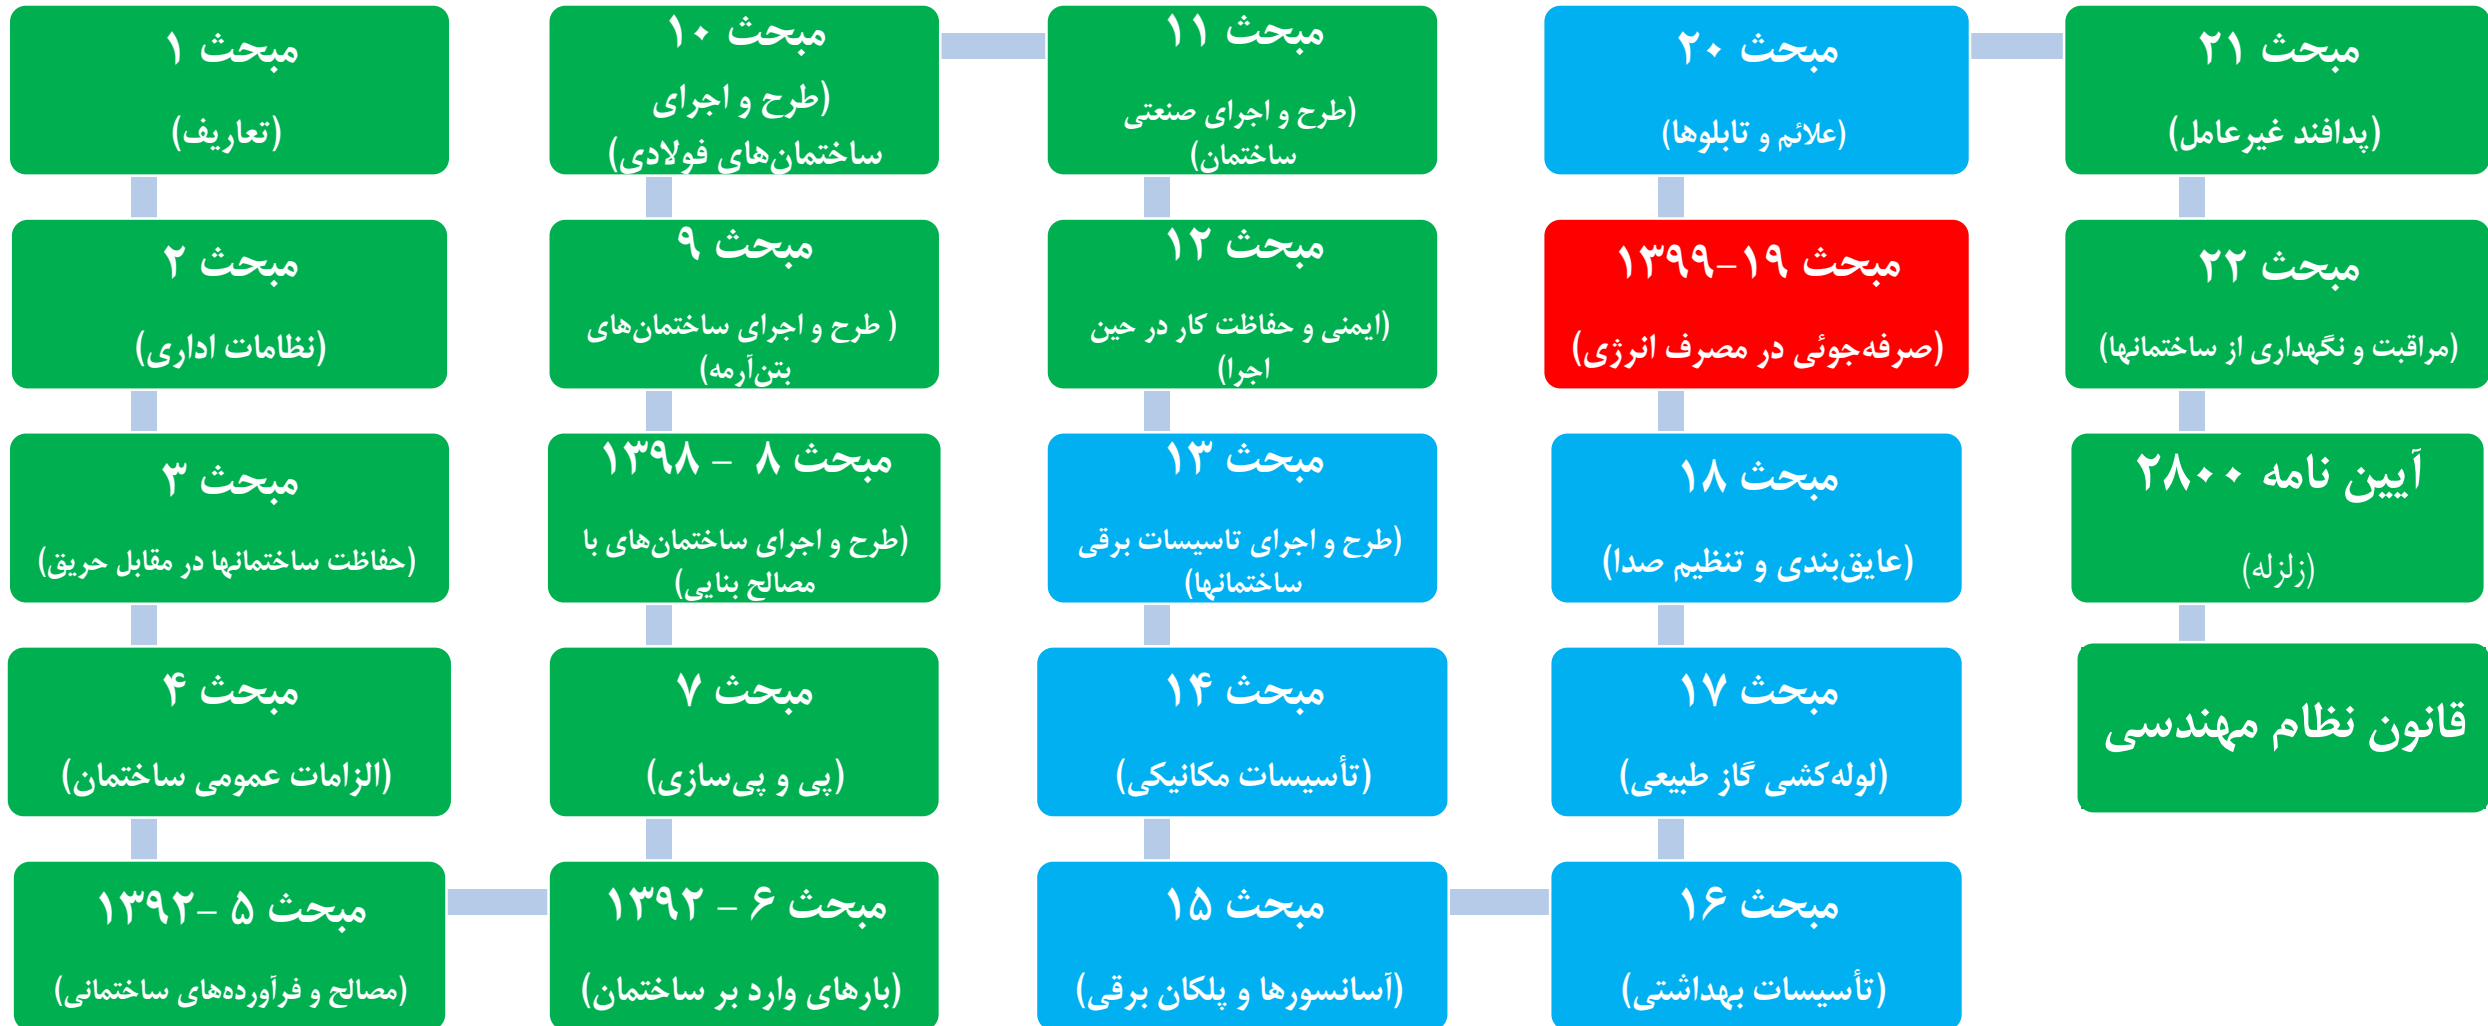 مبحث ۱
(تعاریف)
مبحث ۲
(نظامات اداری)
مبحث ۳
(حفاظت ساختمانها در مقابل حریق)
مبحث ۴
(الزامات عمومی ساختمان)
مبحث ۵ -۱۳۹۲
(مصالح و فرآورده‌های ساختمانی)
مبحث ۶ - ۱۳۹۲
(بارهای وارد بر ساختمان)
مبحث ۷
(پی و پی‌سازی)
مبحث ۸ - ۱۳۹۸
(طرح و اجرای ساختمان‌های با
مصالح بنایی)
مبحث ۹
( طرح و اجرای ساختمان‌های
بتن‌آرمه)
مبحث ۱۰
(طرح و اجرای
ساختمان‌های فولادی)
مبحث ۱۱
(طرح و اجرای صنعتی
ساختمان)
مبحث ۱۲
(ایمنی و حفاظت کار در حین
اجرا)
مبحث ۱۳
(طرح و اجرای تاسیسات برقی
ساختمانها)
مبحث ۱۴
(تأسیسات مکانیکی)
مبحث ۱۵
(آسانسورها و پلکان برقی)
مبحث ۱۶
(تأسیسات بهداشتی)
مبحث ۱۷
(لوله‌کشی گاز طبیعی)
مبحث ۱۸
(عایق‌بندی و تنظیم صدا)
مبحث ۱۹-۱۳۹۹
(صرفه‌جوئی در مصرف انرژی)
مبحث ۲۰
(علائم و تابلوها)
مبحث ۲۱
(پدافند غیرعامل)
مبحث ۲۲
(مراقبت و نگهداری از ساختمانها)
آیین نامه ۲۸۰۰
(زلزله)
قانون نظام مهندسی